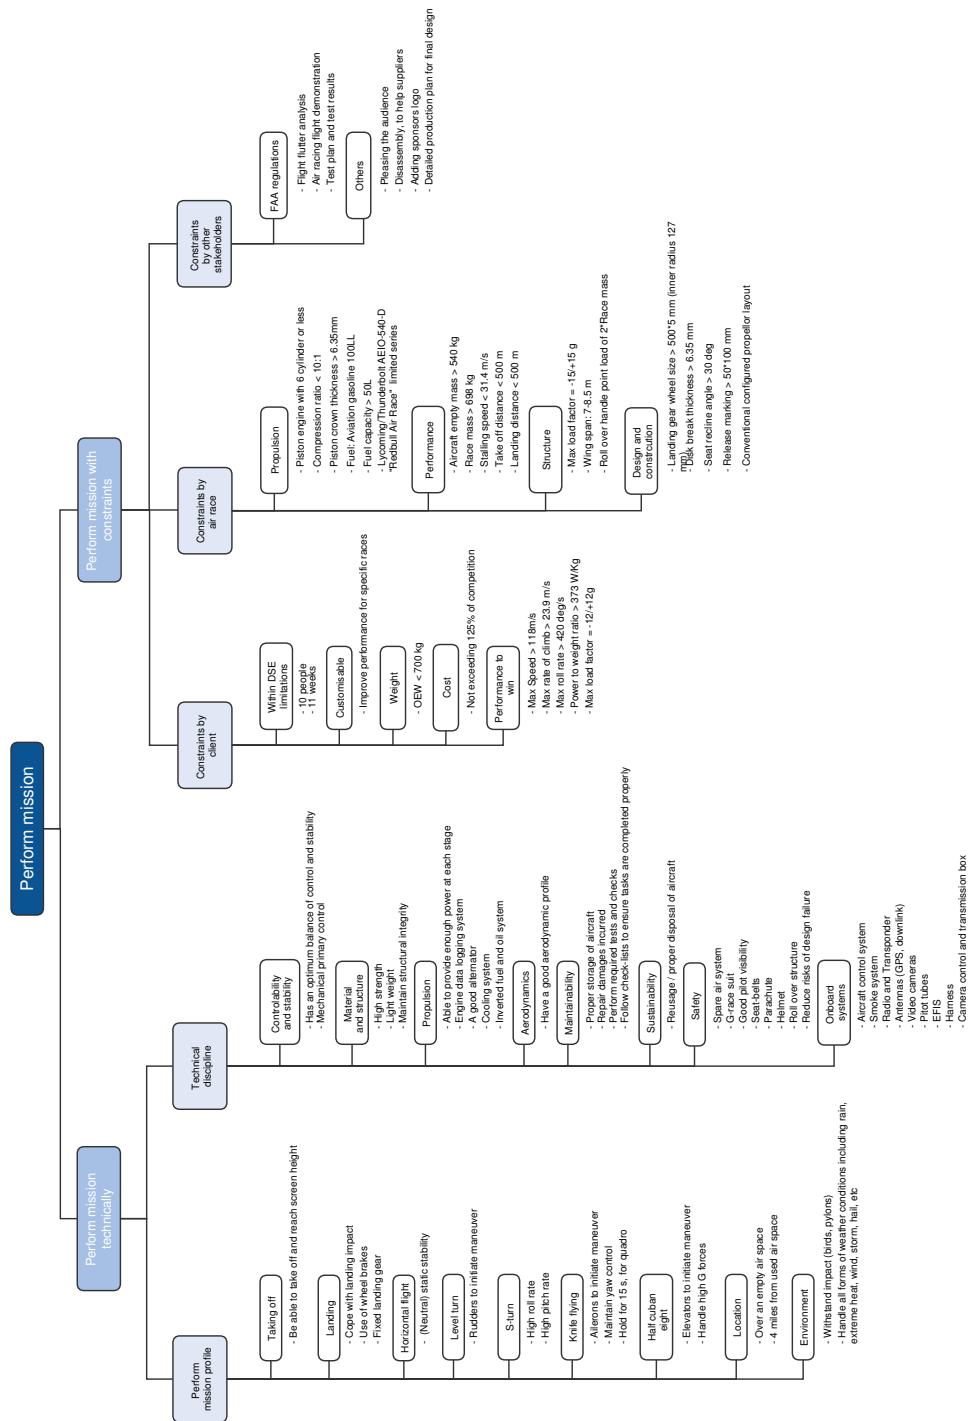 Perform mission
Perform mission
technically
Perform
mission profile
Taking off
- Be able to take off and reach screen height
Landing
- Cope with landing impact
- Use of wheel brakes
- Fixed landing gear
Horizontal flight
- (Neutral) static stability
Level turn
- Rudders to initiate maneuver
S-turn
- High roll rate
- High pitch rate
Knife flying
- Ailerons to initiate maneuver
- Maintain yaw control
- Hold for 15 s, for quadro
Half cuban
eight
- Elevators to initiate maneuver
- Handle high G forces
Location
- Over an empty air space
- 4 miles from used air space
Environment
- Withstand impact (birds, pylons)
- Handle all forms of weather conditions including rain,
extreme heat, wind, storm, hail, etc
Technical
discipline
Controlability
and stability
- Has an optimum balance of control and stability
- Mechanical primary control
Material
and structure
- High strength
- Light weight
- Maintain structural integrity
Propulsion
- Able to provide enough power at each stage
- Engine data logging system
- A good alternator
- Cooling system
- Inverted fuel and oil system
Aerodynamics
- Have a good aerodynamic profile
Maintainability
- Proper storage of aircraft
- Repair damages incurred
- Perform required tests and checks
- Follow check-lists to ensure tasks are completed properly
Sustainability
- Reusage / proper disposal of aircraft
Safety
- Spare air system
- G-race suit
- Good pilot visibility
- Seat-belts
- Parachute
- Helmet
- Roll over structure
- Reduce risks of design failure
Onboard
systems
- Aircraft control system
- Smoke system
- Radio and Transponder
- Antennas (GPS, downlink)
- Video cameras
- Pitot tubes
- EFIS
- Harness
- Camera control and transmission box
Perform mission with
constraints
Constraints by
client
Within DSE
limitations
- 10 people
- 11 weeks
Customisable
- Improve performance for specific races
Weight
- OEW < 700 kg
Cost
- Not exceeding 125% of competition
Performance to
win
- Max Speed > 118m/s
- Max rate of climb > 23.9 m/s
- Max roll rate > 420 deg/s
- Power to weight ratio > 373 W/Kg
- Max load factor = -12/+12g
Constraints by
air race
Propulsion
- Piston engine with 6 cylinder or less
- Compression ratio < 10:1
- Piston crown thickness > 6.35mm
- Fuel: Aviation gasoline 100LL
- Fuel capacity > 50L
- Lycoming/Thunderbolt AEIO-540-D
"Redbull Air Race" limited series
Performance
- Aircraft empty mass > 540 kg
- Race mass > 698 kg
- Stalling speed < 31.4 m/s
- Take off distance < 500 m
- Landing distance < 500 m
Structure
- Max load factor = -15/+15 g
- Wing span: 7-8.5 m
- Roll over handle point load of 2*Race mass
Design and
constrcution
- Landing gear wheel size > 500*5 mm (inner radius 127
mm)
- Disk break thickness > 6.35 mm
- Seat recline angle > 30 deg
- Release marking > 50*100 mm
- Conventional configured propellor layout
Constraints
by other
stakeholders
FAA regulations
- Flight flutter analysis
- Air racing flight demonstration
- Test plan and test results
Others
- Pleasing the audience
- Disassembly, to help suppliers
- Adding sponsors logo
- Detailed production plan for final design